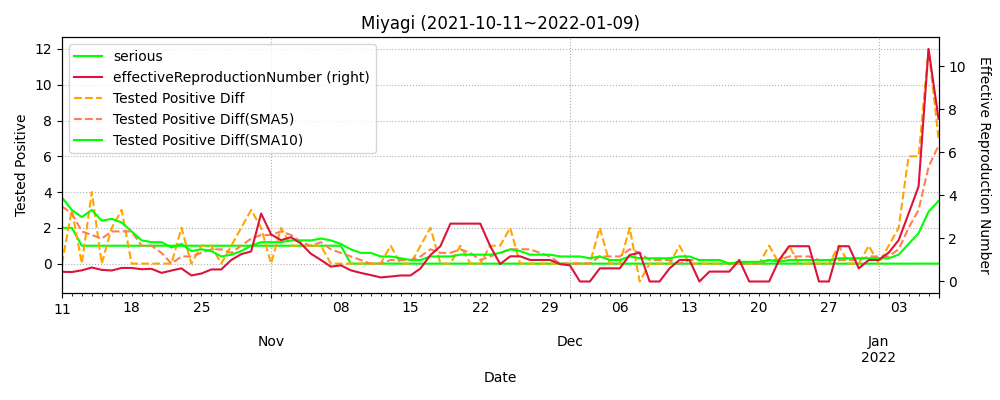 Miyagi (2021-10-11~2022-01-09)
serious
effectiveReproductionNumber (right)
Tested Positive Diff
Tested Positive Diff(SMA5)
Tested Positive Diff(SMA10)
Tested Positive
12
10
8
6
4
2
0
Effective Reproduction Number
10
8
6
4
2
0
11 18 25 08 15 22 29 06 13 20 27 03
Nov Dec Jan
2022
Date